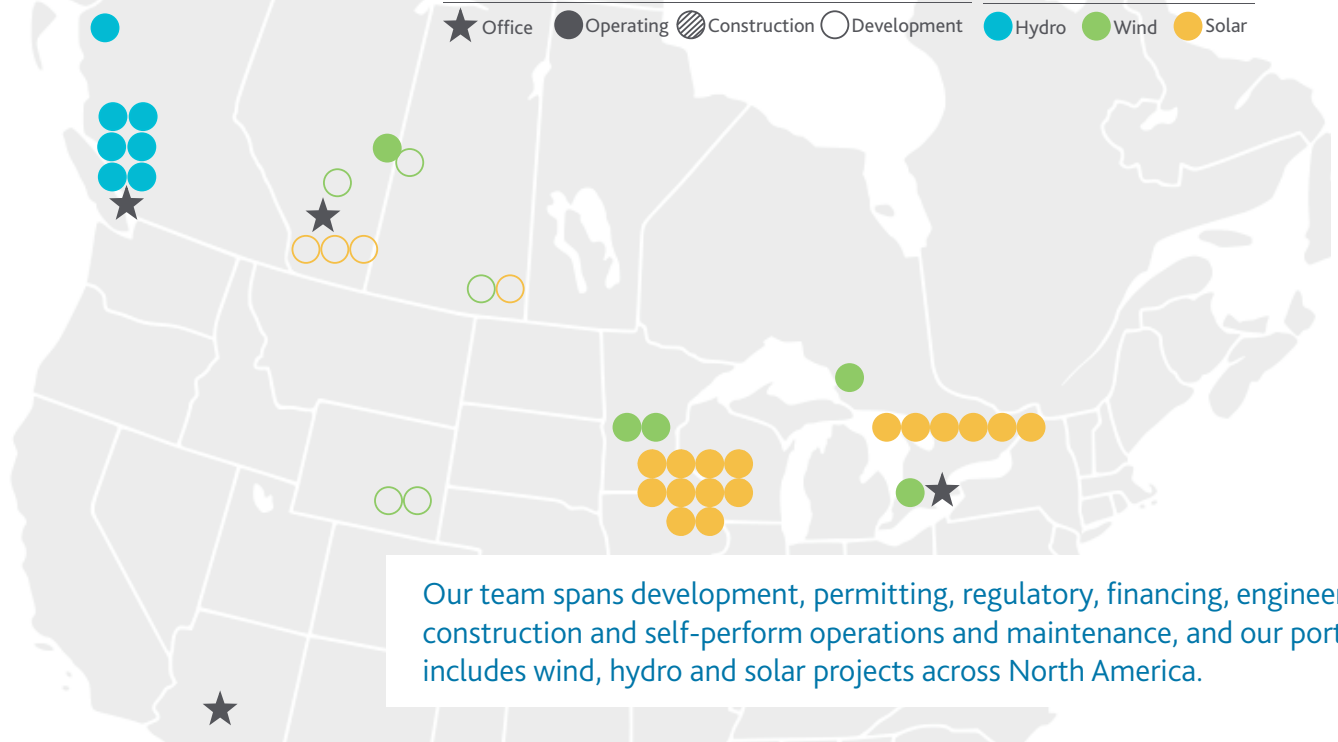 Office Operating Construction Development Hydro Wind Solar
Our team spans development, permitting, regulatory, financing,
construction and self-perform operations and maintenance, and our
includes wind, hydro and solar projects across North America.